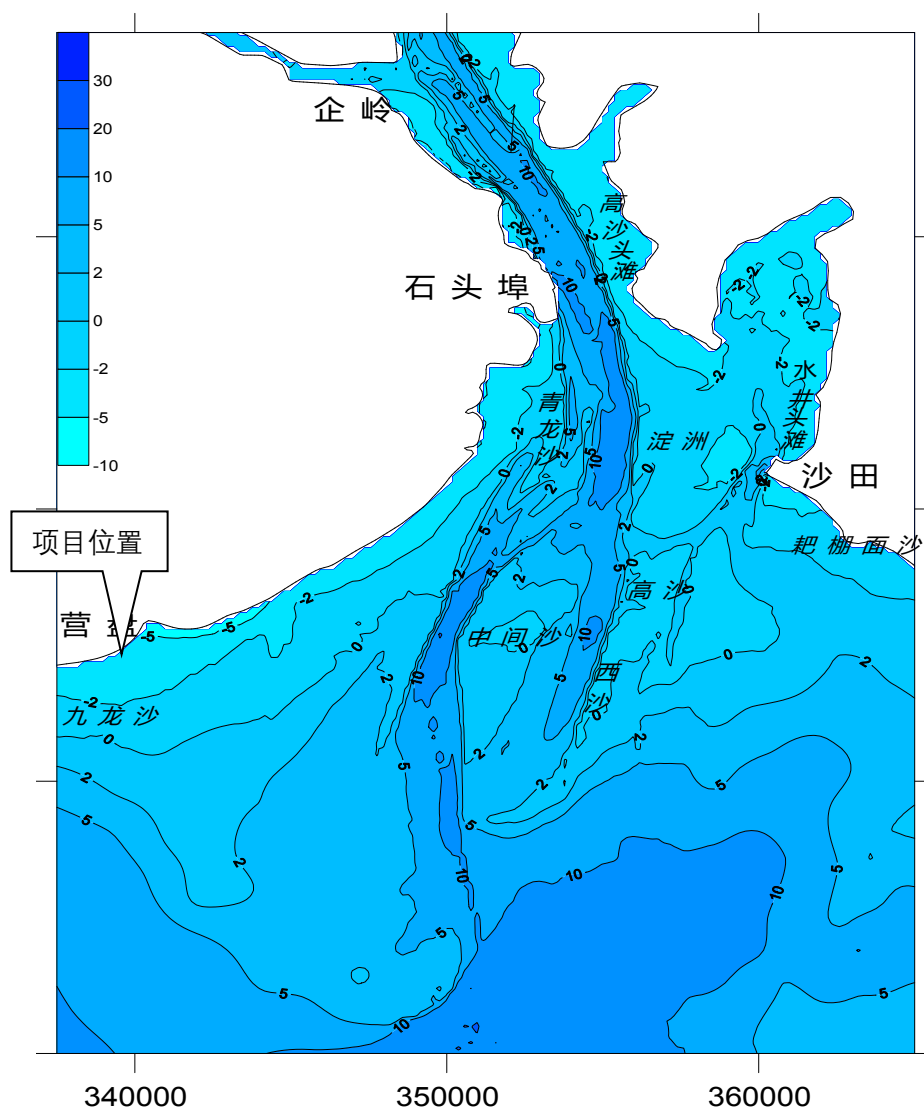 企岭
30
20
10
5
2
0
-2
-5
-10
高沙头滩
石头埠
水井头滩
青龙沙
淀洲
沙田
项目位置
耙棚面沙
高沙
营盘
中间沙
西沙
九龙沙
340000
350000
360000